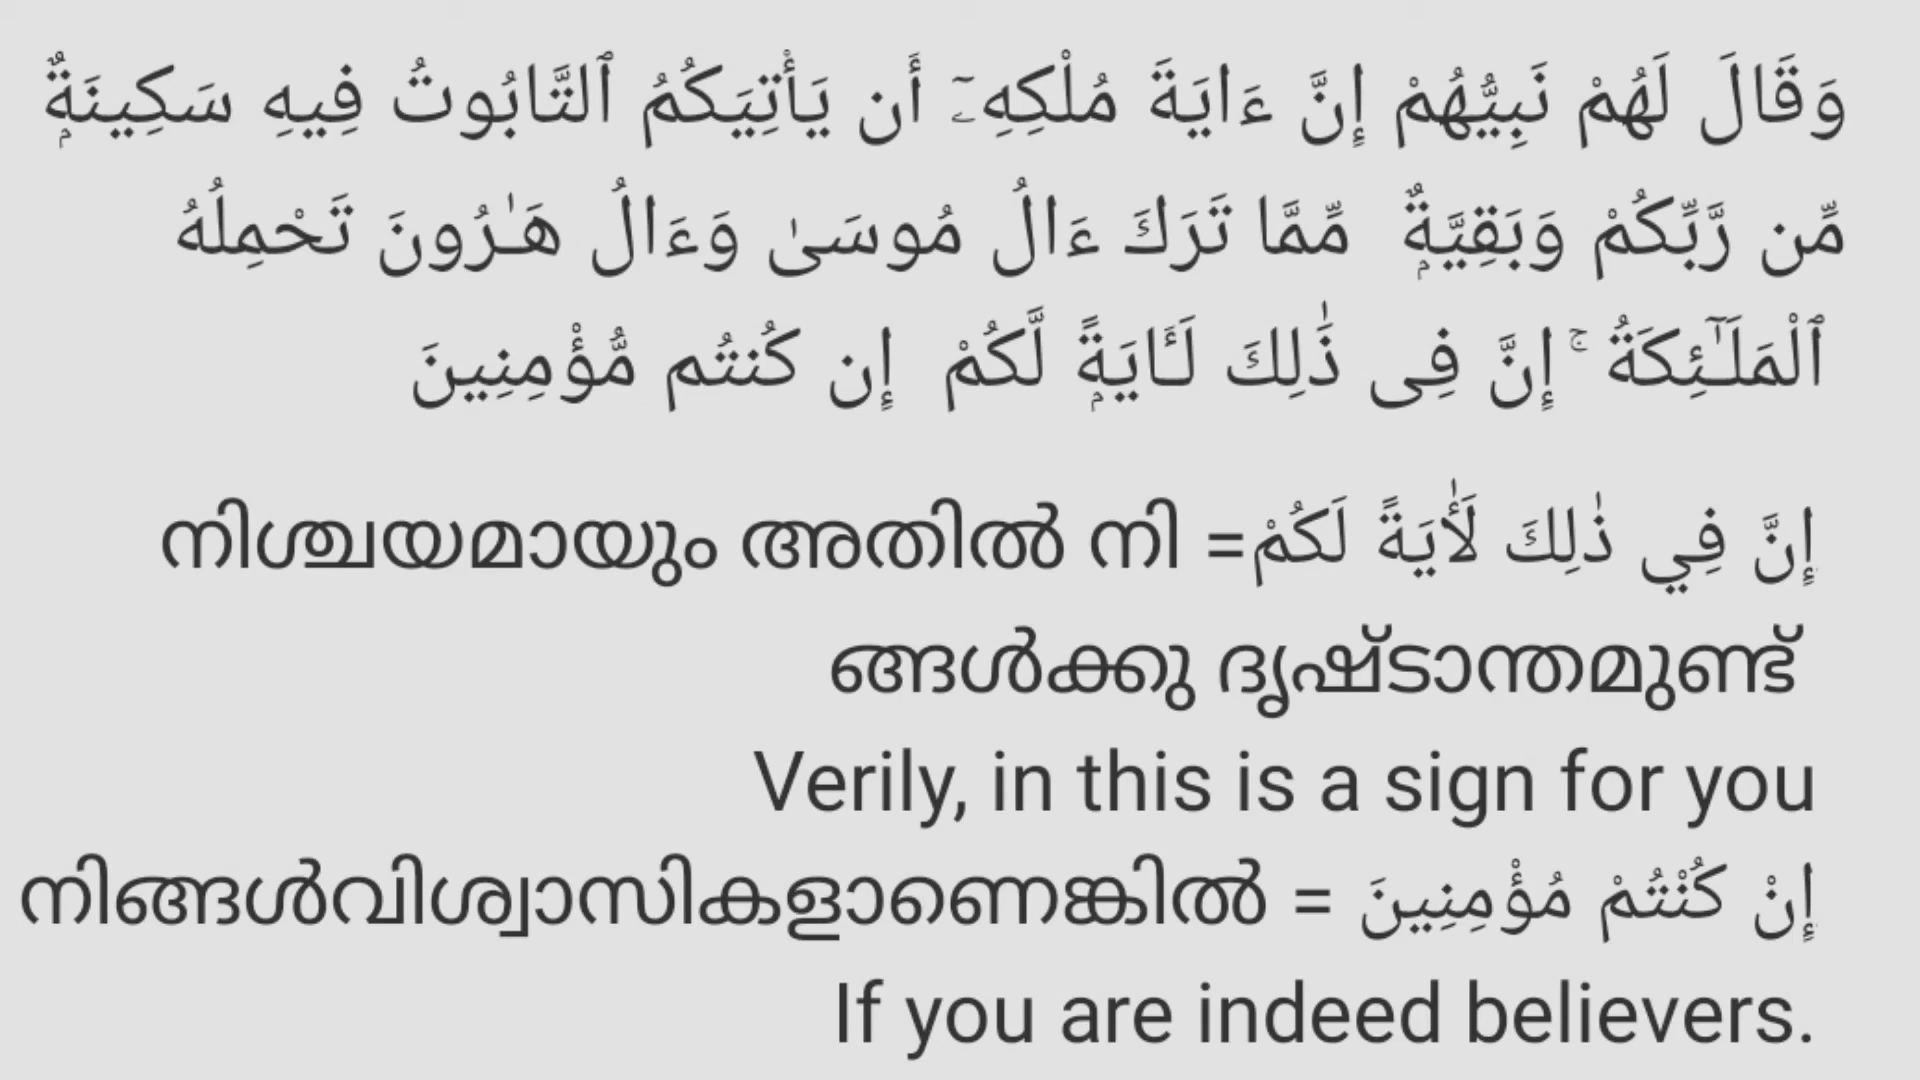 وَقَالَ لَهُمْ نَبِيُّهُمْ إِنَّ ءَايَةَ مُلْكِهِۦٓ أَن يَأْتِيَكُمُ ٱلتَّابُوتُ فِيهِ سَكِينَةٌۭ
مِّن رَّبِّكُمْ وَبَقِيَّةٌۭ مِّمَّا تَرَكَ ءَالُ مُوسَىٰ وَءَالُ هَـٰرُونَ تَحْمِلُهُ
ٱلْمَلَـٰٓئِكَةُ ۚ إِنَّ فِى ذَٰلِكَ لَـَٔايَةًۭ لَّكُمْ إِن كُنتُم مُّؤْمِنِينَ
إِنَّ فِي ذٰلِكَ لَأٰيَةً لَكُمْ= നിശ്ചയമായും അതിൽ നി
ങ്ങൾക്കു ദൃഷ്ടാന്തമുണ്ട്
Verily, in this is a sign for you
إِنْ كُنْتُمْ مُؤْمِنِينَ = നിങ്ങൾവിശ്വാസികളാണെങ്കിൽ
If you are indeed believers.